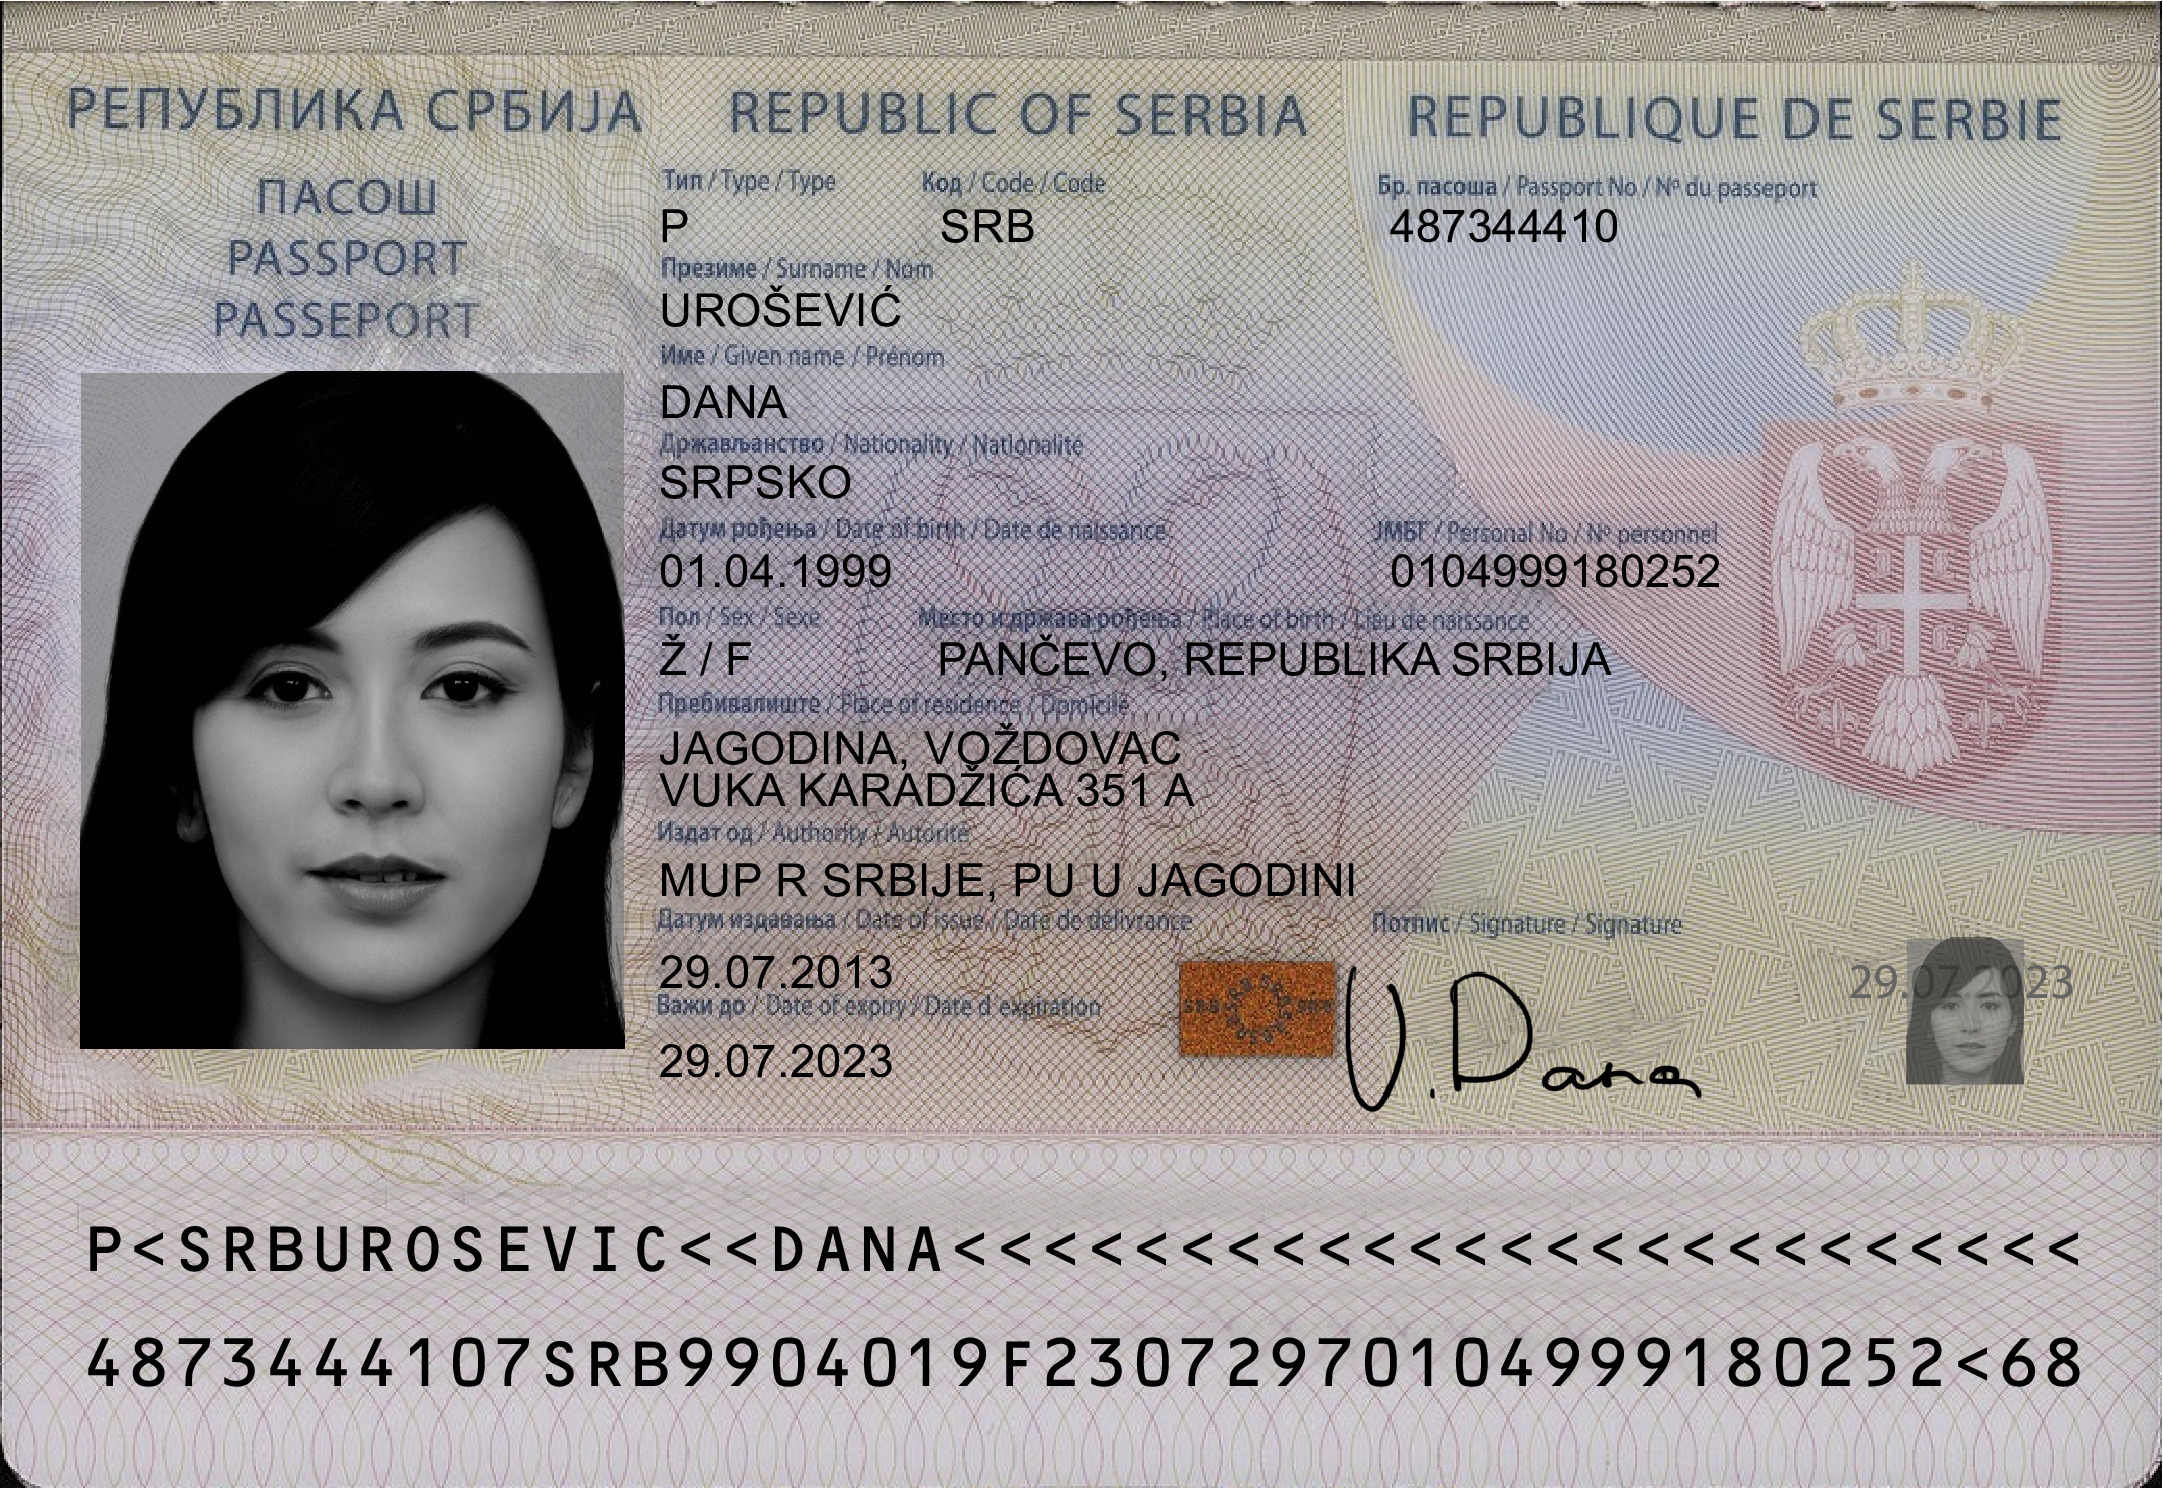 РЕПУБЛИКА СРБИЈА REPUBLIC OF SERBIA REPUBLIQUE DE SERBIE
ПАСОШ
PASSPORT
PASSEPORT
Тип / Type / Type Код / Code / Code Бр. пасоша / Passport No / Nº du passeport
P SRB 487344410
Презиме / Surname / Nom
UROŠEVIĆ
Име / Given name / Prénom
DANA
Држављанство / Nationality / Nationalité
SRPSKO
Датум рођења / Date of birth / Date de naissance ЈМБГ / Personal No / Nº personnel
01.04.1999 0104999180252
Пол / Sex / Sexe Место и држава рођења / Place of birth / Lieu de naissance
Ž / F PANČEVO, REPUBLIKA SRBIJA
Пребивалиште / Place of residence / Domicile
JAGODINA, VOŽDOVAC
VUKA KARADŽIĆA 351 A
Издат од / Authority / Autorité
MUP R SRBIJE, PU U JAGODINI
Датум издавања / Date of issue / Date de délivrance Потпис / Signature / Signature
29.07.2013
Важи до / Date of expiry / Date d expiration
29.07.2023
U. Dana
29.07.2023
P<SRBUROSEVIC<<DANA<<<<<<<<<<<<<<<<<<<<<<<<<
4873444107SRB9904019F23072970104999180252<68